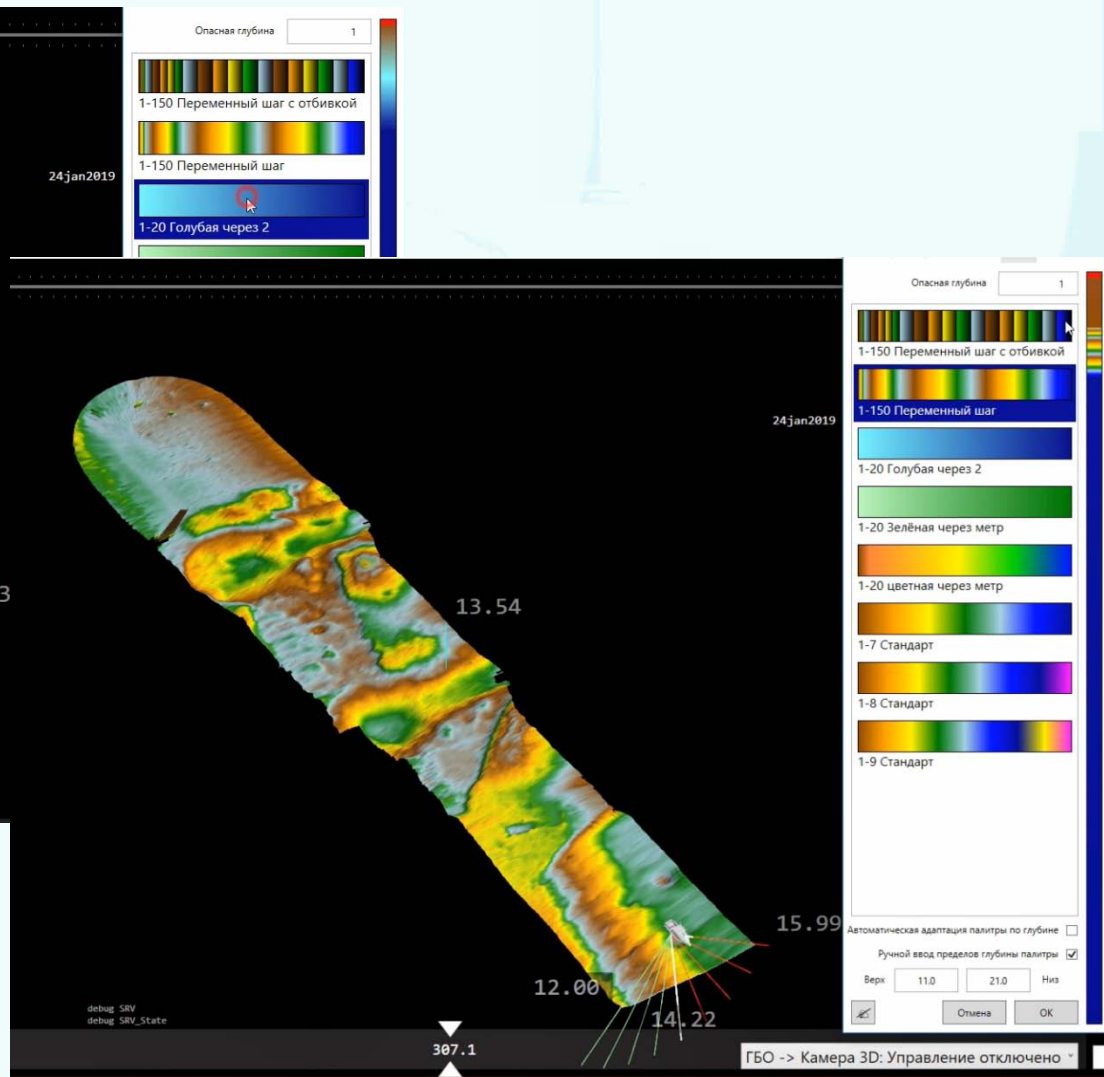 Опасная глубина 1
1-150 Переменный шаг с отбивкой
1-150 Переменный шаг
24jan2019
1-20 Голубая через 2
Опасная глубина 1
1-150 Переменный шаг с отбивкой
1-150 Переменный шаг
24jan2019
1-20 Голубая через 2
1-20 Зелёная через метр
1-20 цветная через метр
3
13.54
1-7 Стандарт
1-8 Стандарт
1-9 Стандарт
15.99
Автоматическая адаптация палитры по глубине
Ручной ввод пределов глубины палитры
Верх 11.0 21.0 Низ
12.00
14.22
debug SRV
debug SRV_State
Отмена OK
307.1
ГБО -> Камера 3D: Управление отключено